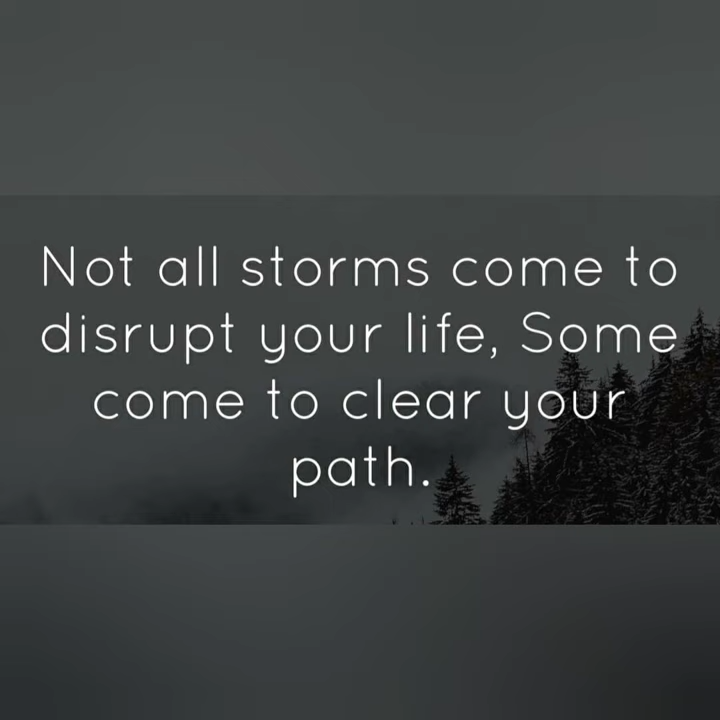 Not all storms come to
disrupt your life, Some
come to clear your
path.